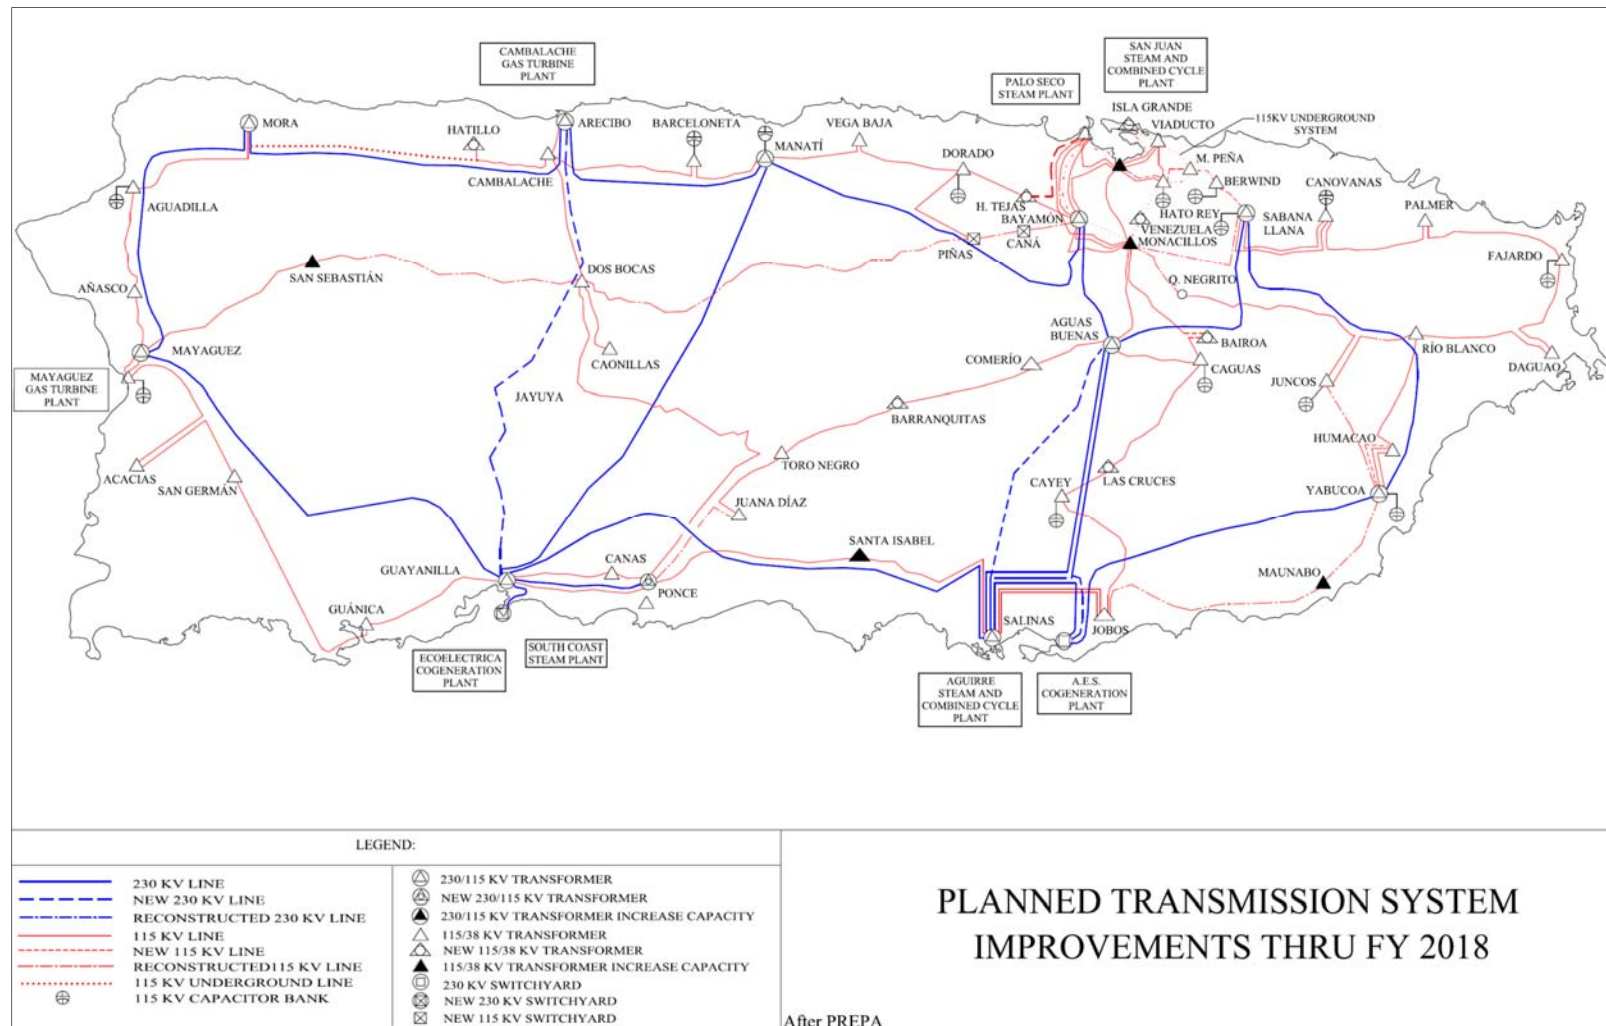 CAMBALACHE
GAS TURBINE
PLANT
SAN JUAN
STEAM AND
COMBINED CYCLE
PLANT
PALO SECO
STEAM PLANT
ISLA GRANDE
VIADUCTO
115KV UNDERGROUND
SYSTEM
MORA
HATILLO
ARECIBO
BARCELONETA
MANATÍ
VEGA BAJA
DORADO
M. PEÑA
BERWIND
CANOVANAS
CAMBALACHE
AGUADILLA
H. TEJAS
BAYAMÓN
HATO REY
VENEZUELA
MONACILLOS
SABANA
LLANA
PALMER
CANÁ
PIÑAS
FAJARDO
SAN SEBASTIÁN
DOS BOCAS
Q. NEGRITO
AÑASCO
MAYAGUEZ
CAONILLAS
COMERÍO
AGUAS
BUENAS
BAIROA
CAGUAS
RÍO BLANCO
DAGUAO
JUNCOS
MAYAGUEZ
GAS TURBINE
PLANT
JAYUYA
BARRANQUITAS
HUMACAO
ACACIAS
SAN GERMÁN
TORO NEGRO
JUANA DÍAZ
CAYEY
LAS CRUCES
YABUCOA
SANTA ISABEL
GUAYANILLA
CANAS
PONCE
MAUNABO
GUÁNICA
SALINAS
JOBOS
ECOELECTRICA
COGENERATION
PLANT
SOUTH COAST
STEAM PLANT
AGUIRRE
STEAM AND
COMBINED CYCLE
PLANT
A.E.S.
COGENERATION
PLANT
LEGEND:
230 KV LINE
NEW 230 KV LINE
RECONSTRUCTED 230 KV LINE
115 KV LINE
NEW 115 KV LINE
RECONSTRUCTED115 KV LINE
115 KV UNDERGROUND LINE
115 KV CAPACITOR BANK
230/115 KV TRANSFORMER
NEW 230/115 KV TRANSFORMER
230/115 KV TRANSFORMER INCREASE CAPACITY
115/38 KV TRANSFORMER
NEW 115/38 KV TRANSFORMER
115/38 KV TRANSFORMER INCREASE CAPACITY
230 KV SWITCHYARD
NEW 230 KV SWITCHYARD
NEW 115 KV SWITCHYARD
PLANNED TRANSMISSION SYSTEM
IMPROVEMENTS THRU FY 2018
After PREPA